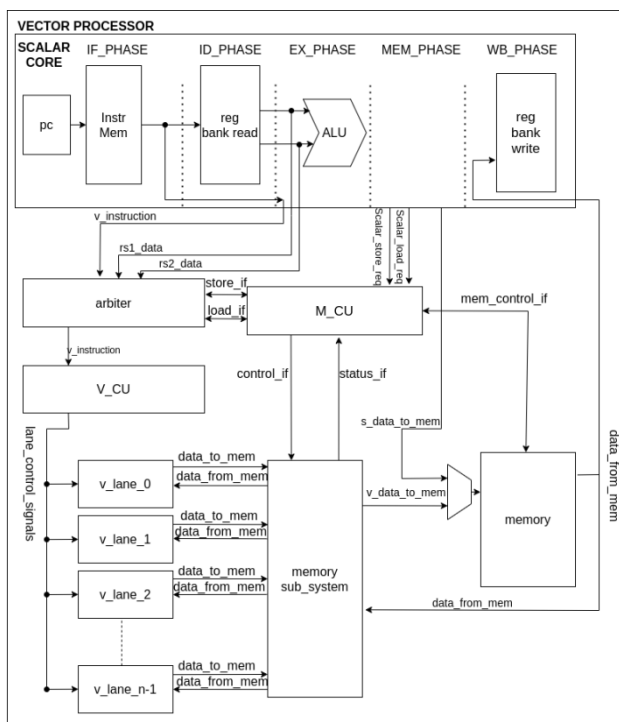 VECTOR PROCESSOR
SCALAR
CORE
IF_PHASE
ID_PHASE
EX_PHASE
MEM_PHASE
WB_PHASE
pc
Instr
Mem
reg
bank read
ALU
reg
bank
write
v_instruction
rs1_data
rs2_data
Scalar_store_req
Scalar_load_req
arbiter
store_if
load_if
M_CU
mem_control_if
v_instruction
V_CU
control_if
status_if
s_data_to_mem
lane_control_signals
v_lane_0
data_to_mem
data_from_mem
v_data_to_mem
memory
data_from_mem
v_lane_1
data_to_mem
data_from_mem
memory
sub_system
v_lane_2
data_to_mem
data_from_mem
data_from_mem
v_lane_n-1
data_to_mem
data_from_mem